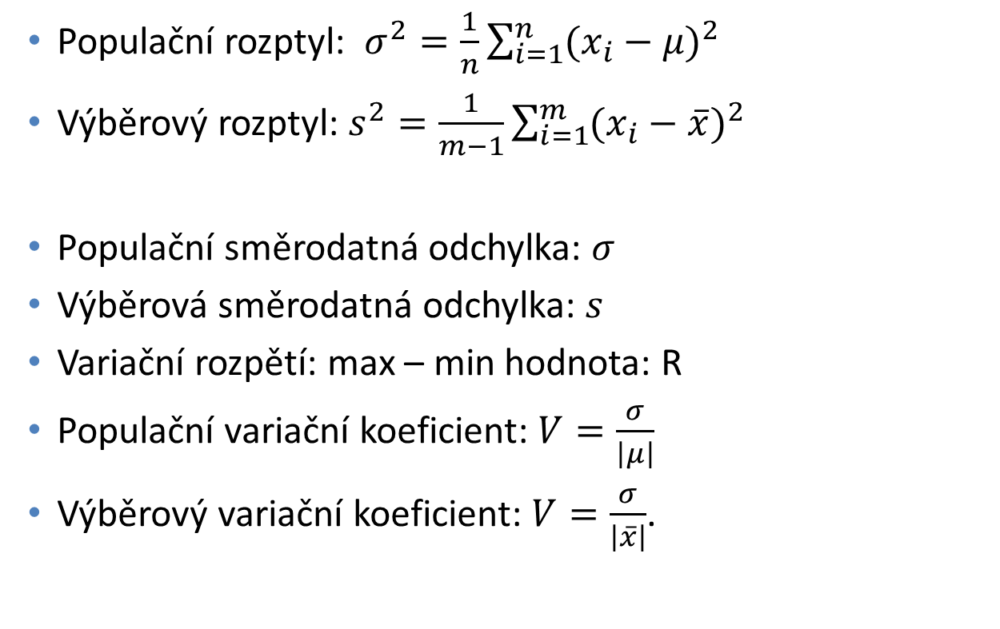 • Populační rozptyl: $\sigma^2 = \frac{1}{n}\sum_{i=1}^{n}(x_i - \mu)^2$
• Výběrový rozptyl: $s^2 = \frac{1}{m-1}\sum_{i=1}^{m}(x_i - \bar{x})^2$
• Populační směrodatná odchylka: $\sigma$
• Výběrová směrodatná odchylka: $s$
• Variační rozpětí: max – min hodnota: R
• Populační variační koeficient: $V = \frac{\sigma}{|\mu|}$
• Výběrový variační koeficient: $V = \frac{\sigma}{|\bar{x}|}$.